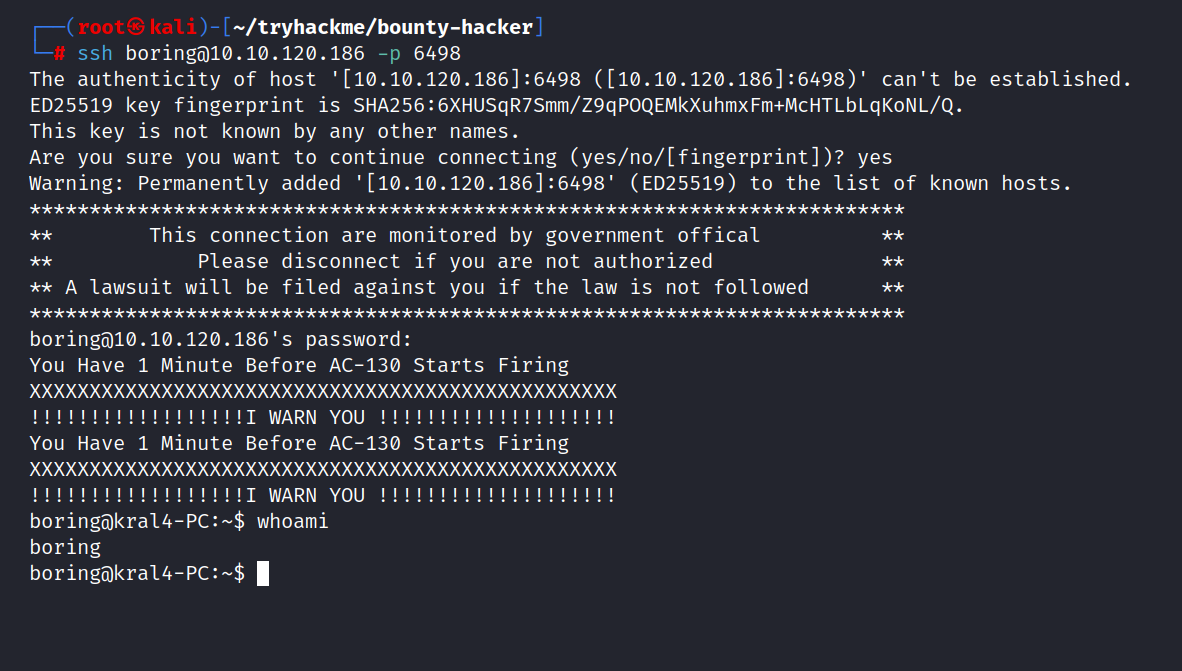 ┌──(root㉿kali)-[~/tryhackme/bounty-hacker]
└─# ssh boring@10.10.120.186 -p 6498
The authenticity of host '[10.10.120.186]:6498 ([10.10.120.186]:6498)' can't be established.
ED25519 key fingerprint is SHA256:6XHUSqR7Smm/Z9qPOQEMkXuhmxFm+McHTLbLqKoNL/Q.
This key is not known by any other names.
Are you sure you want to continue connecting (yes/no/[fingerprint])? yes
Warning: Permanently added '[10.10.120.186]:6498' (ED25519) to the list of known hosts.
*************************************************************************
**        This connection are monitored by government offical          **
**            Please disconnect if you are not authorized              **
** A lawsuit will be filed against you if the law is not followed      **
*************************************************************************
boring@10.10.120.186's password:
You Have 1 Minute Before AC-130 Starts Firing
XXXXXXXXXXXXXXXXXXXXXXXXXXXXXXXXXXXXXXXXXXXXXXXXX
!!!!!!!!!!!!!!!!!!I WARN YOU !!!!!!!!!!!!!!!!!!!!
You Have 1 Minute Before AC-130 Starts Firing
XXXXXXXXXXXXXXXXXXXXXXXXXXXXXXXXXXXXXXXXXXXXXXXXX
!!!!!!!!!!!!!!!!!!I WARN YOU !!!!!!!!!!!!!!!!!!!!
boring@kral4-PC:~$ whoami
boring
boring@kral4-PC:~$